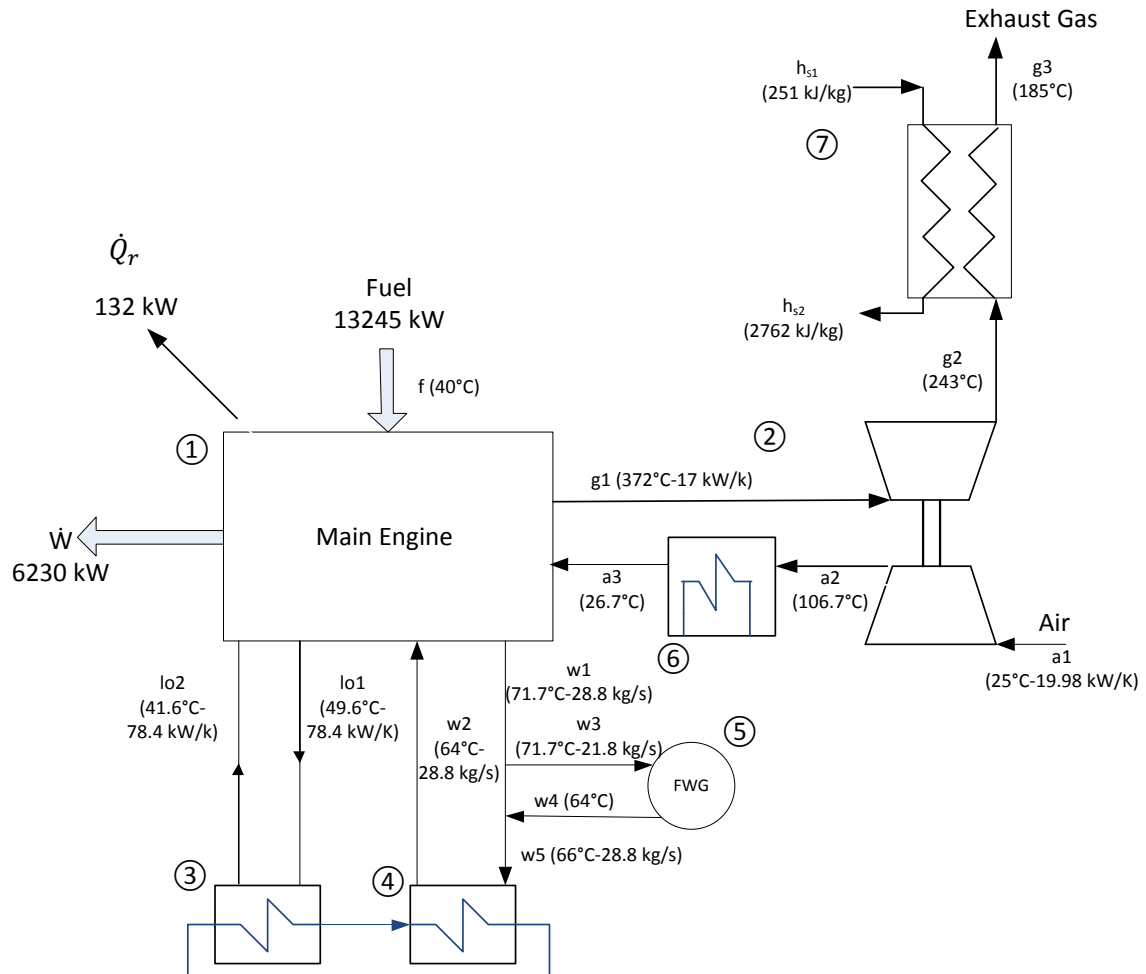 Exhaust Gas
g3
(185°C)
h_s1
(251 kJ/kg)
⑦
Q̇_r
132 kW
Fuel
13245 kW
h_s2
(2762 kJ/kg)
g2
(243°C)
f (40°C)
①
②
g1 (372°C-17 kW/k)
Main Engine
Ẇ
6230 kW
a3
(26.7°C)
a2
(106.7°C)
Air
a1
(25°C-19.98 kW/K)
⑥
lo2
(41.6°C-
78.4 kW/k)
lo1
(49.6°C-
78.4 kW/K)
w2
(64°C-
28.8 kg/s)
w1
(71.7°C-28.8 kg/s)
w3
(71.7°C-21.8 kg/s)
⑤
FWG
w4 (64°C)
w5 (66°C-28.8 kg/s)
③
④